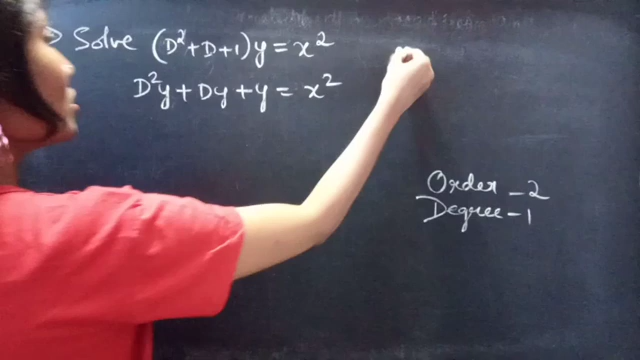 Solve (D² + D + 1) y = x²
D²y + Dy + y = x²
Order - 2
Degree - 1